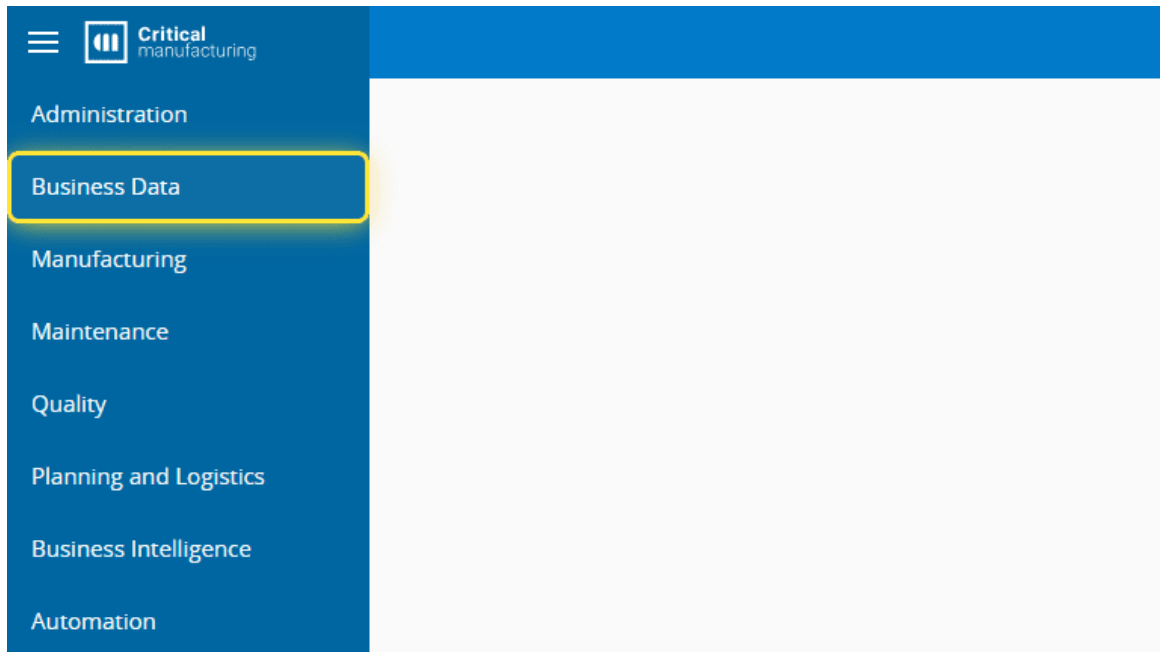 Critical
manufacturing
Administration
Business Data
Manufacturing
Maintenance
Quality
Planning and Logistics
Business Intelligence
Automation